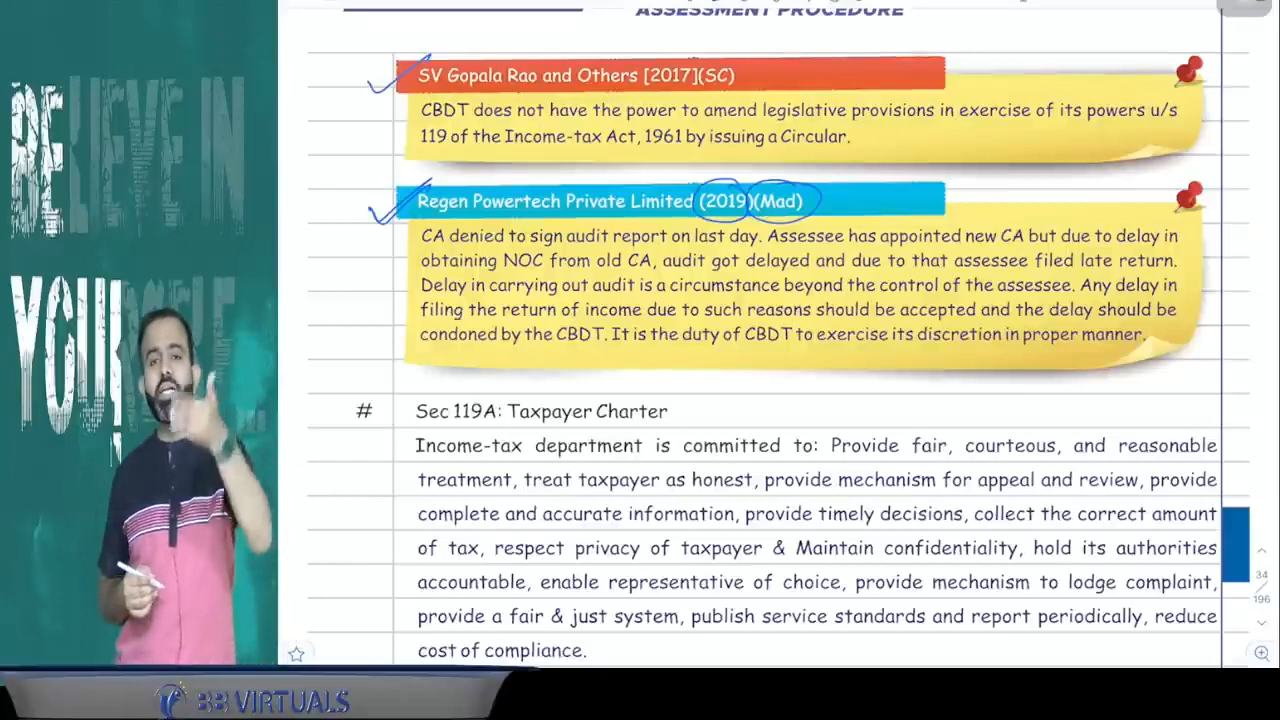 ASSESSMENT PROCEDURE
BELIEVE IN
SV Gopala Rao and Others [2017](SC)
CBDT does not have the power to amend legislative provisions in exercise of its powers u/s
119 of the Income-tax Act, 1961 by issuing a Circular.
Regen Powertech Private Limited (2019)(Mad)
CA denied to sign audit report on last day. Assessee has appointed new CA but due to delay in
obtaining NOC from old CA, audit got delayed and due to that assessee filed late return.
Delay in carrying out audit is a circumstance beyond the control of the assessee. Any delay in
filing the return of income due to such reasons should be accepted and the delay should be
condoned by the CBDT. It is the duty of CBDT to exercise its discretion in proper manner.
# Sec 119A: Taxpayer Charter
Income-tax department is committed to: Provide fair, courteous, and reasonable
treatment, treat taxpayer as honest, provide mechanism for appeal and review, provide
complete and accurate information, provide timely decisions, collect the correct amount
of tax, respect privacy of taxpayer & Maintain confidentiality, hold its authorities
accountable, enable representative of choice, provide mechanism to lodge complaint,
provide a fair & just system, publish service standards and report periodically, reduce
cost of compliance.
34
196
BB VIRTUALS